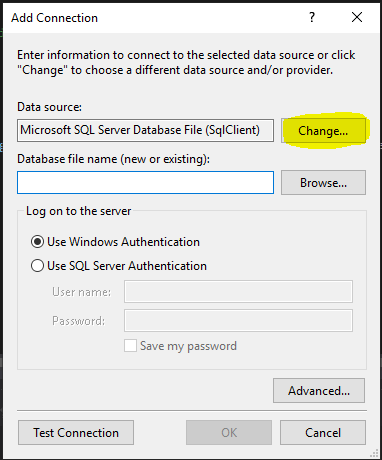 Add Connection
Enter information to connect to the selected data source or click
"Change" to choose a different data source and/or provider.
Data source:
Microsoft SQL Server Database File (SqlClient)
Change...
Database file name (new or existing):
Browse...
Log on to the server
Use Windows Authentication
Use SQL Server Authentication
User name:
Password:
Save my password
Advanced...
Test Connection
OK
Cancel